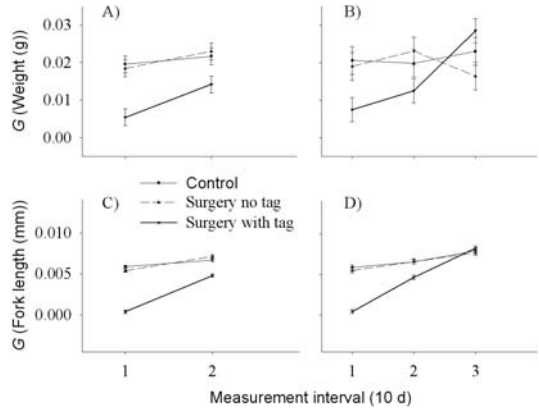 A)
B)
0.03
0.02
0.01
0.00
G (Weight (g))
Control
Surgery no tag
Surgery with tag
C)
D)
0.010
0.005
0.000
G (Fork length (mm))
1
2
1
2
3
Measurement interval (10 d)